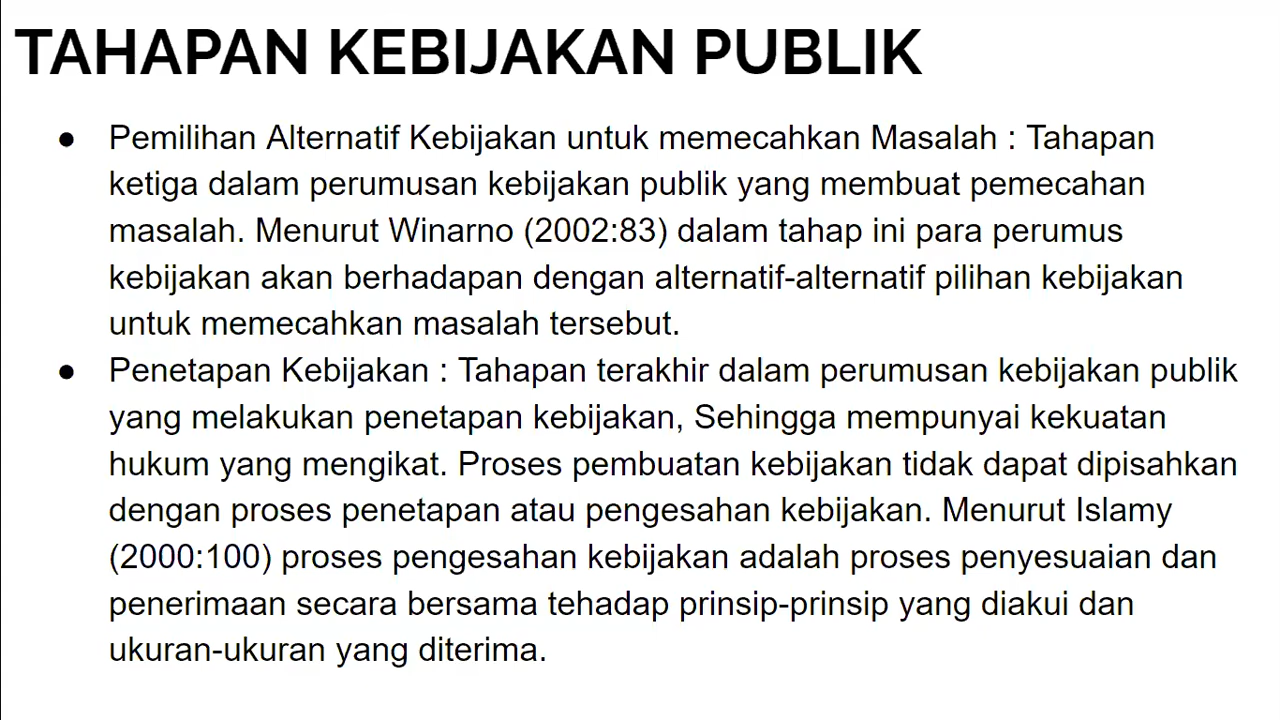 TAHAPAN KEBIJAKAN PUBLIK
● Pemilihan Alternatif Kebijakan untuk memecahkan Masalah : Tahapan
ketiga dalam perumusan kebijakan publik yang membuat pemecahan
masalah. Menurut Winarno (2002:83) dalam tahap ini para perumus
kebijakan akan berhadapan dengan alternatif-alternatif pilihan kebijakan
untuk memecahkan masalah tersebut.
● Penetapan Kebijakan : Tahapan terakhir dalam perumusan kebijakan publik
yang melakukan penetapan kebijakan, Sehingga mempunyai kekuatan
hukum yang mengikat. Proses pembuatan kebijakan tidak dapat dipisahkan
dengan proses penetapan atau pengesahan kebijakan. Menurut Islamy
(2000:100) proses pengesahan kebijakan adalah proses penyesuaian dan
penerimaan secara bersama tehadap prinsip-prinsip yang diakui dan
ukuran-ukuran yang diterima.